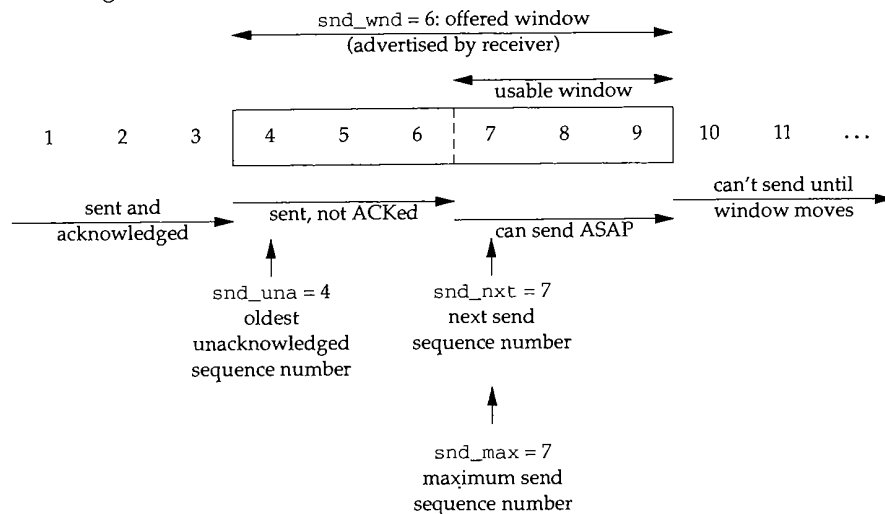 snd_wnd = 6: offered window
(advertised by receiver)
usable window
1 2 3 4 5 6 7 8 9 10 11 ...
sent and
acknowledged
sent, not ACKed
can send ASAP
can't send until
window moves
snd_una = 4
oldest
unacknowledged
sequence number
snd_nxt = 7
next send
sequence number
snd_max = 7
maximum send
sequence number